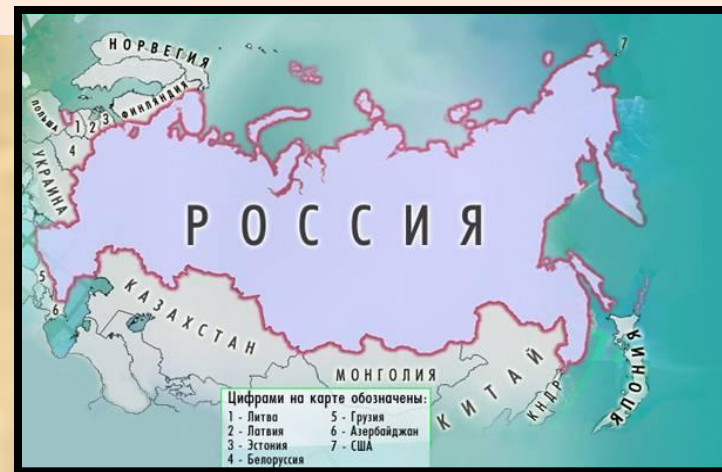 НОРВЕГИЯ
7
ФИНЛЯНДИЯ
ПОЛЬША
1
2
3
4
УКРАИНА
РОССИЯ
5
6
КАЗАХСТАН
МОНГОЛИЯ
КИТАЙ
КНДР
ЯПОНИЯ
Цифрами на карте обозначены:
1 - Литва
2 - Латвия
3 - Эстония
4 - Белоруссия
5 - Грузия
6 - Азербайджан
7 - США